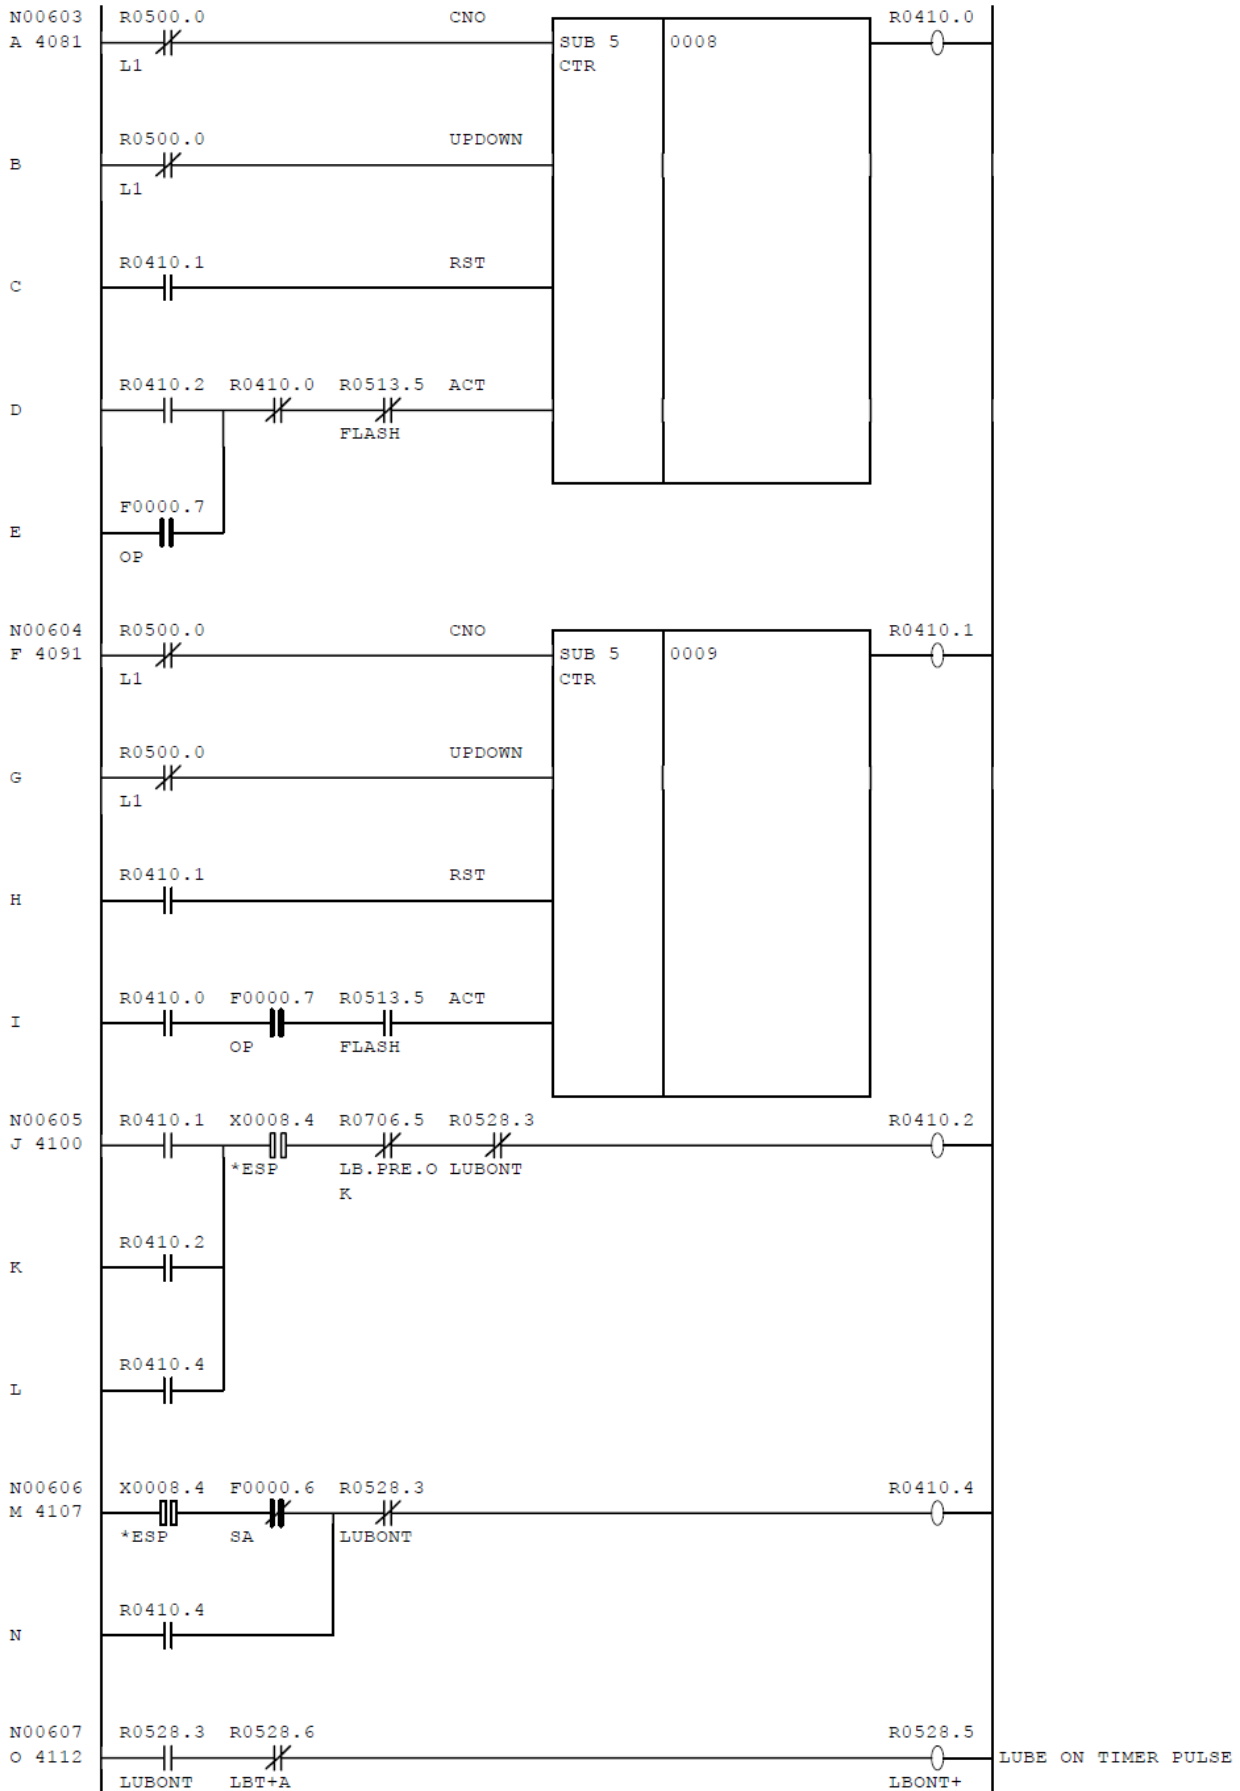 N00603 R0500.0 CNO R0410.0
A 4081 SUB 5 0008
L1 CTR
R0500.0 UPDOWN
B
L1
R0410.1 RST
C
R0410.2 R0410.0 R0513.5 ACT
D
FLASH
F0000.7
E
OP
N00604 R0500.0 CNO R0410.1
F 4091 SUB 5 0009
L1 CTR
R0500.0 UPDOWN
G
L1
R0410.1 RST
H
R0410.0 F0000.7 R0513.5 ACT
I
OP FLASH
N00605 R0410.1 X0008.4 R0706.5 R0528.3 R0410.2
J 4100
*ESP LB.PRE.O LUBONT
K
R0410.2
K
R0410.4
L
N00606 X0008.4 F0000.6 R0528.3 R0410.4
M 4107
*ESP SA LUBONT
R0410.4
N
N00607 R0528.3 R0528.6 R0528.5
O 4112 LUBE ON TIMER PULSE
LUBONT LBT+A LBONT+